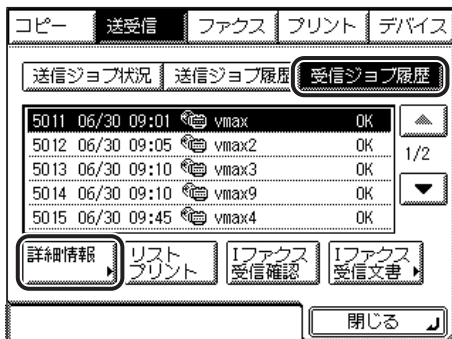 コピー 送受信 ファクス プリント デバイス
送信ジョブ状況 送信ジョブ履歴 受信ジョブ履歴
5011 06/30 09:01 vmax OK
5012 06/30 09:05 vmax2 OK
1/2
5013 06/30 09:10 vmax3 OK
5014 06/30 09:10 vmax9 OK
5015 06/30 09:45 vmax4 OK
詳細情報 リスト Iファクス Iファクス
プリント 受信確認 受信文書
閉じる